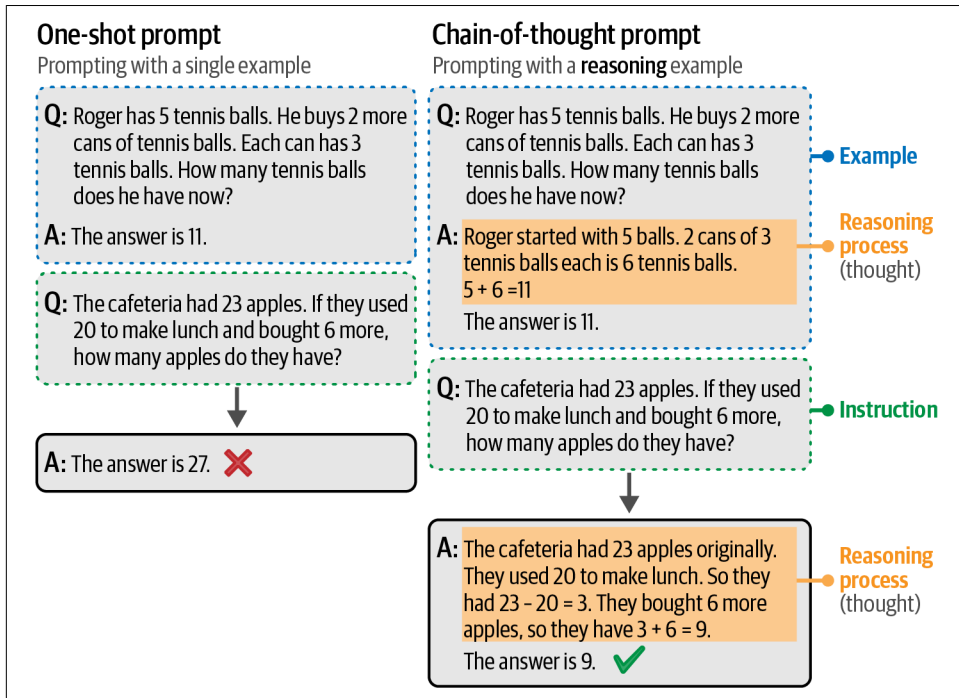 One-shot prompt
Prompting with a single example
Q: Roger has 5 tennis balls. He buys 2 more
cans of tennis balls. Each can has 3
tennis balls. How many tennis balls
does he have now?
A: The answer is 11.
Q: The cafeteria had 23 apples. If they used
20 to make lunch and bought 6 more,
how many apples do they have?
A: The answer is 27.
Chain-of-thought prompt
Prompting with a reasoning example
Q: Roger has 5 tennis balls. He buys 2 more
cans of tennis balls. Each can has 3
tennis balls. How many tennis balls
does he have now?
Example
A: Roger started with 5 balls. 2 cans of 3
tennis balls each is 6 tennis balls.
5 + 6 =11
The answer is 11.
Reasoning
process
(thought)
Q: The cafeteria had 23 apples. If they used
20 to make lunch and bought 6 more,
how many apples do they have?
Instruction
A: The cafeteria had 23 apples originally.
They used 20 to make lunch. So they
had 23 – 20 = 3. They bought 6 more
apples, so they have 3 + 6 = 9.
The answer is 9.
Reasoning
process
(thought)